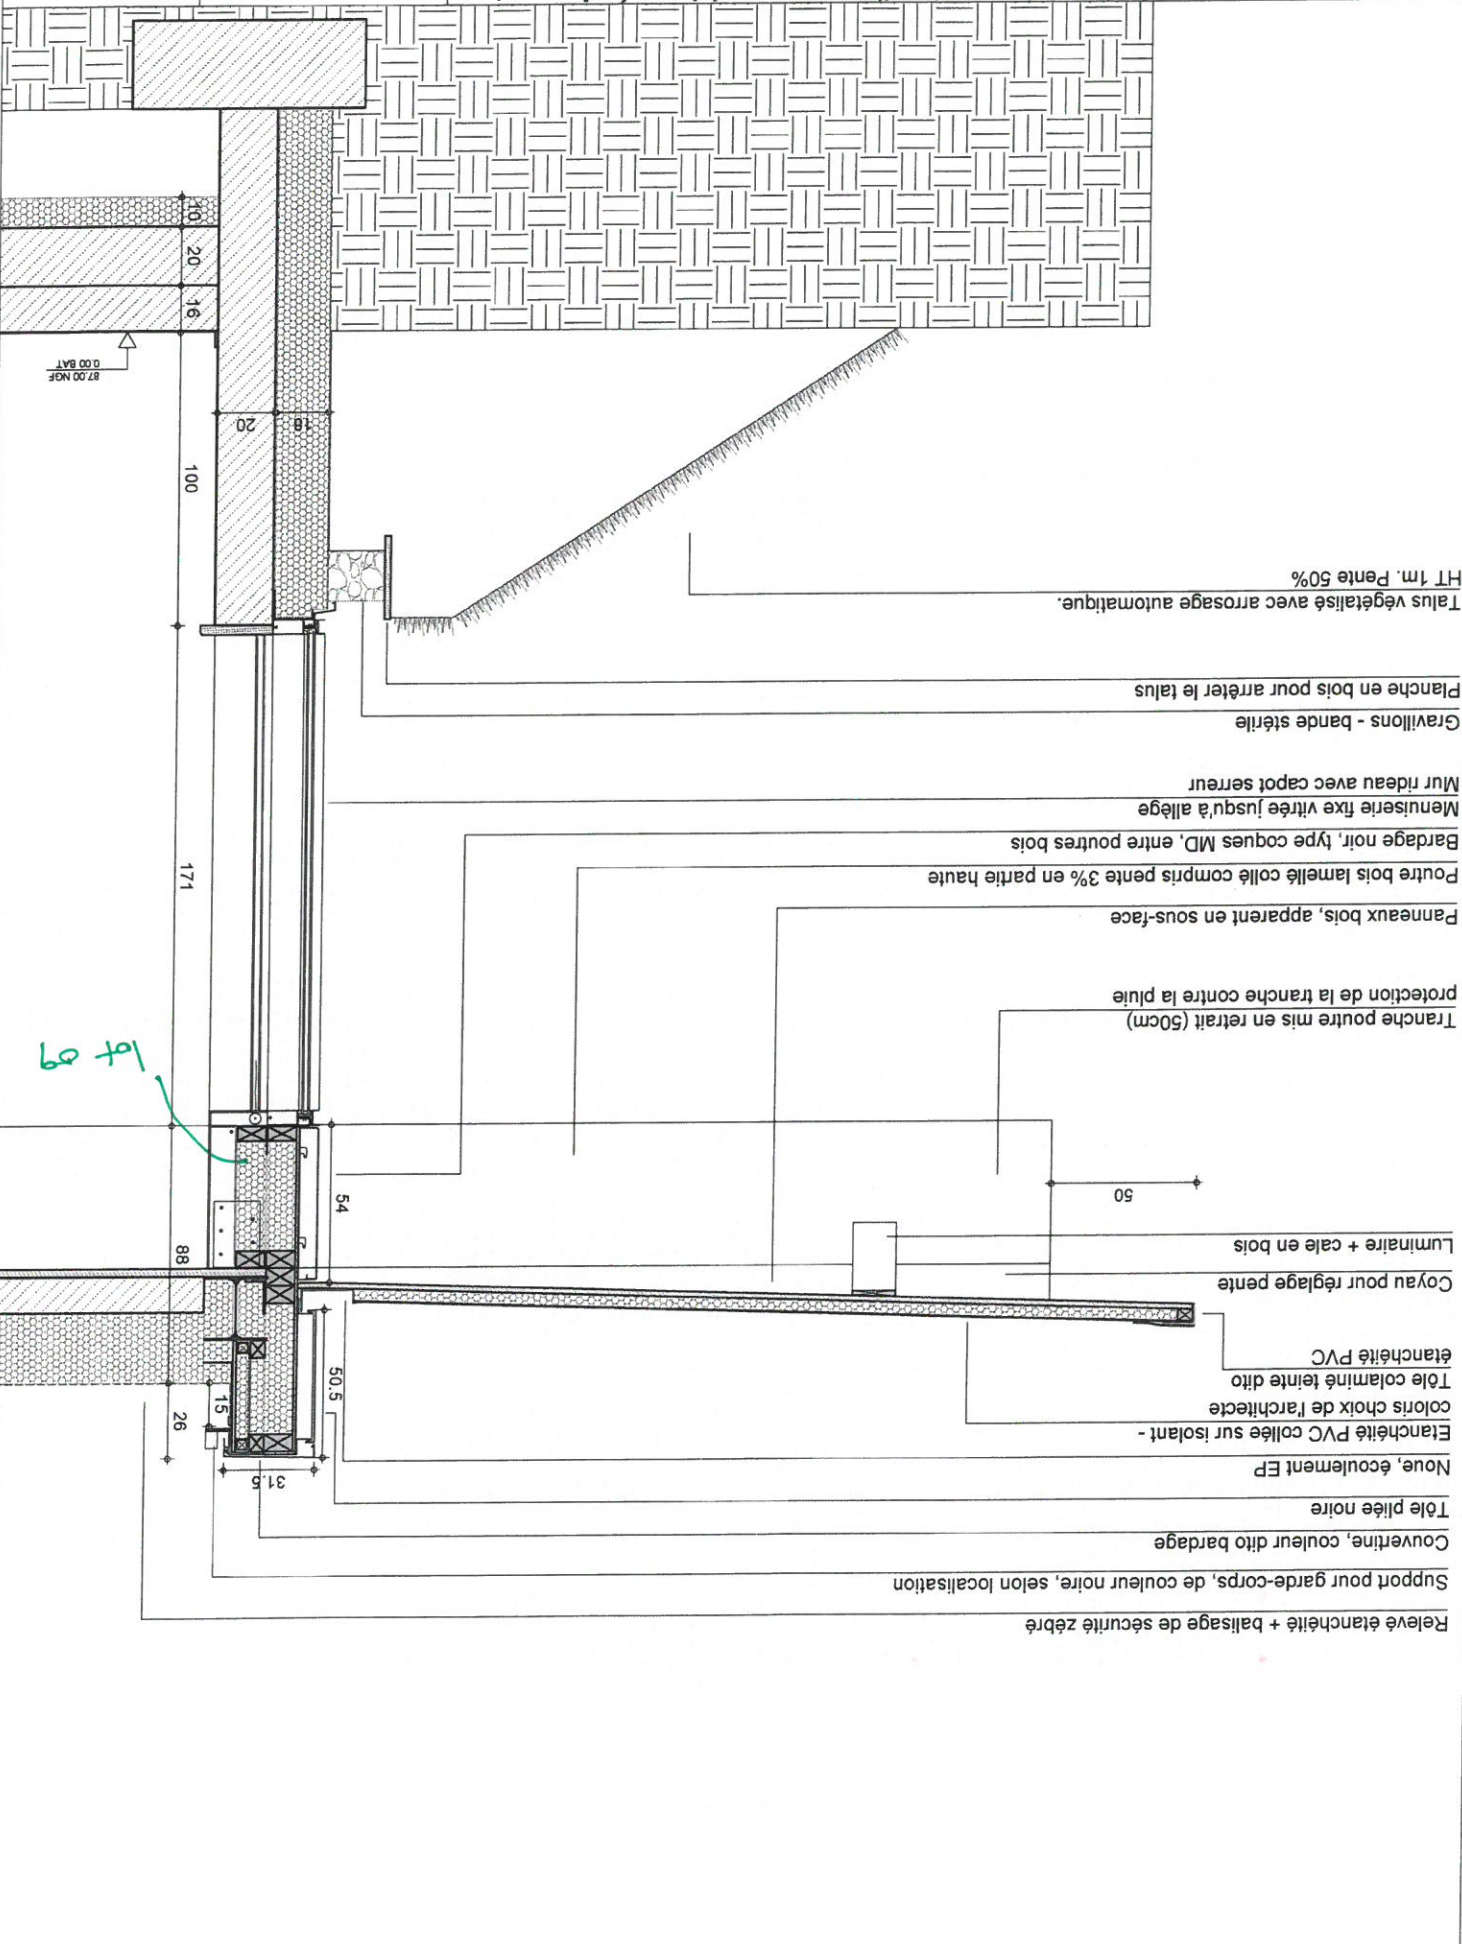 Relevé étanchéité + balisage de sécurité zébré
Support pour garde-corps, de couleur noire, selon localisation
Couvertine, couleur dito bardage
Tôle pliée noire
Noue, écoulement EP
Etanchéité PVC collée sur isolant -
coloris choix de l'architecte
Tôle colaminé teinte dito
étanchéité PVC
Coyau pour réglage pente
Luminaire + cale en bois
Tranche poutre mis en retrait (50cm)
protection de la tranche contre la pluie
Panneaux bois, apparent en sous-face
Poutre bois lamellé collé compris pente 3% en partie haute
Bardage noir, type coques MD, entre poutres bois
Menuiserie fixe vitrée jusqu'à allège
Mur rideau avec capot serreur
Gravillons - bande stérile
Planche en bois pour arrêter le talus
Talus végétalisé avec arrosage automatique.
HT 1m. Pente 50%
31.5
26
15
50.5
88
54
50
lot 09
171
100
18
20
87.00 NGF
0.00 BAT
16
20
10